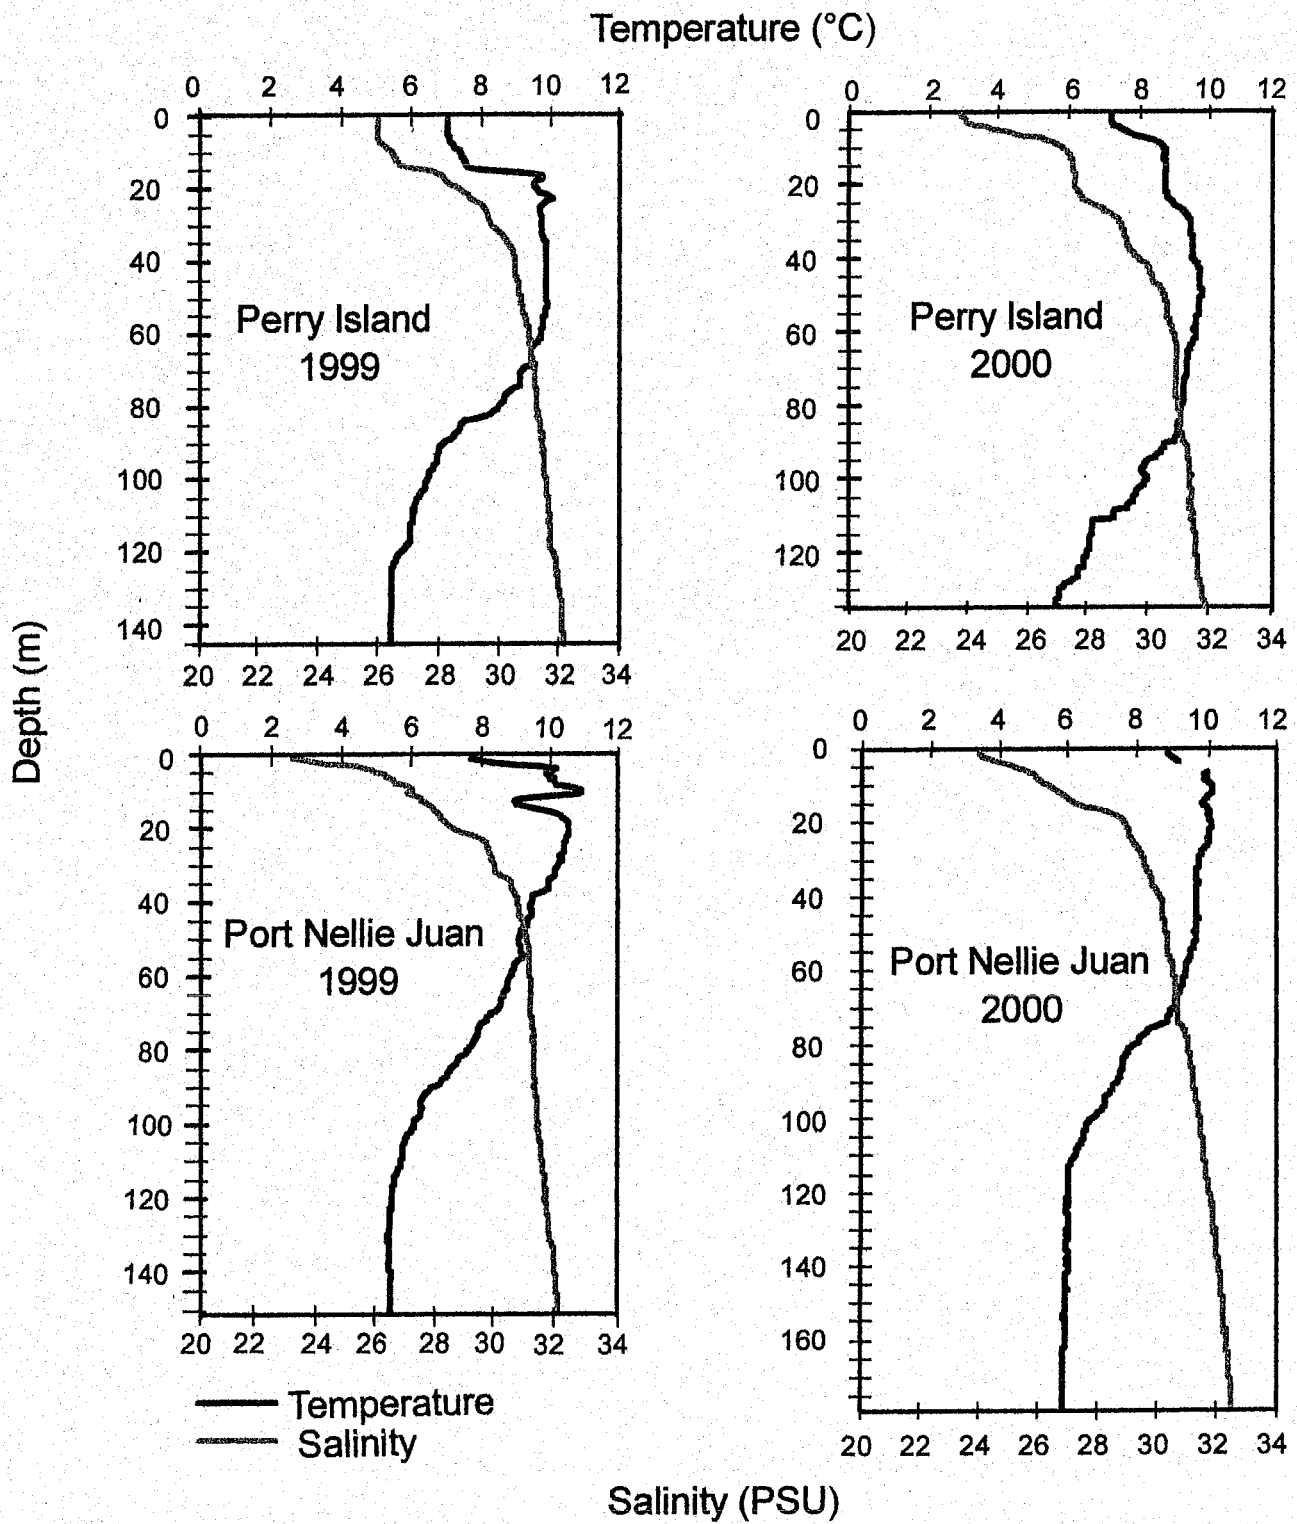 Temperature (°C)
0 2 4 6 8 10 12
0 2 4 6 8 10 12
0
20
40
60
80
100
120
140
Perry Island
1999
20 22 24 26 28 30 32 34
0
20
40
60
80
100
120
Perry Island
2000
20 22 24 26 28 30 32 34
Depth (m)
0 2 4 6 8 10 12
0
20
40
60
80
100
120
140
Port Nellie Juan
1999
20 22 24 26 28 30 32 34
0 2 4 6 8 10 12
0
20
40
60
80
100
120
140
160
Port Nellie Juan
2000
20 22 24 26 28 30 32 34
Temperature
Salinity
Salinity (PSU)